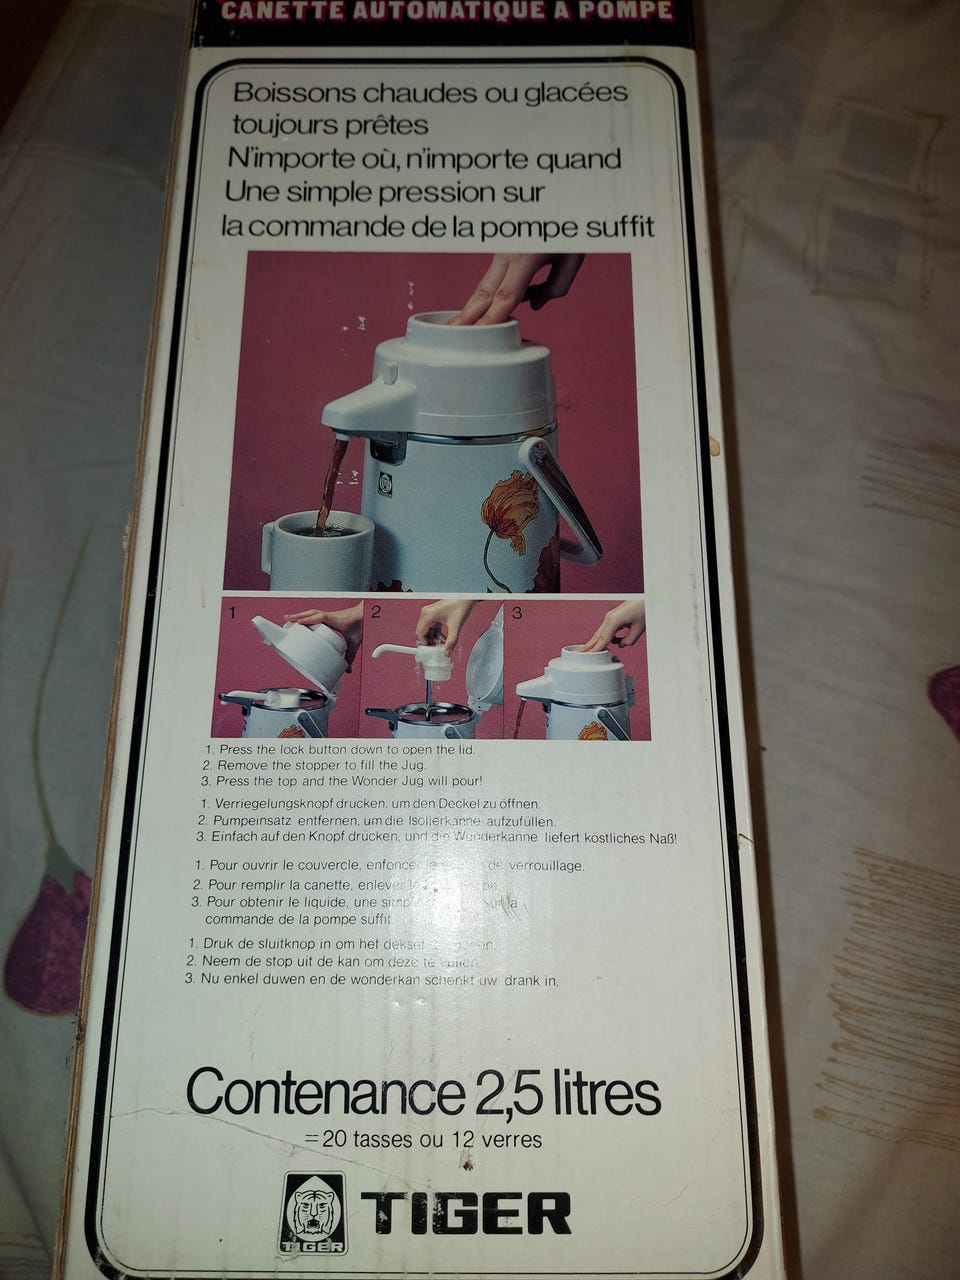 CANETTE AUTOMATIQUE A POMPE
Boissons chaudes ou glacées
toujours prêtes
N'importe où, n'importe quand
Une simple pression sur
la commande de la pompe suffit
1 2 3
1. Press the lock button down to open the lid.
2. Remove the stopper to fill the Jug.
3. Press the top and the Wonder Jug will pour!
1. Verriegelungsknopf drücken, um den Deckel zu öffnen.
2. Pumpeinsatz entfernen, um die Isolierkanne aufzufüllen.
3. Einfach auf den Knopf drücken, und die Wunderkanne liefert köstliches Naß!
1. Pour ouvrir le couvercle, enfoncer de verrouillage.
2. Pour remplir la canette, enlever
3. Pour obtenir le liquide, une simple sur la
commande de la pompe suffit
1. Druk de sluitknop in om het deksel
2. Neem de stop uit de kan om deze te vullen.
3. Nu enkel duwen en de wonderkan schenkt uw drank in.
Contenance 2,5 litres
=20 tasses ou 12 verres
TIGER
TIGER